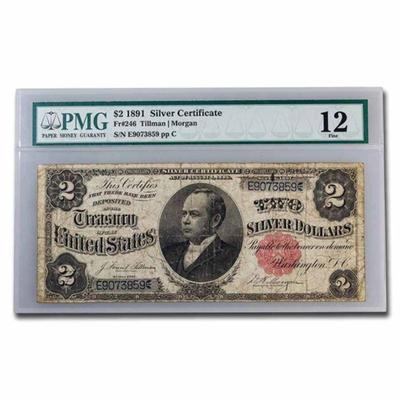 PMG
PAPER MONEY GUARANTY
$2 1891 Silver Certificate
Fr#246 Tillman | Morgan
S/N E9073859 pp C
12
Fine
SILVER CERTIFICATE
2
This Certifies
THAT THERE HAVE BEEN
DEPOSITED
IN THE
Treasury
OF THE
United States
E9073859
E9073859
TWO
SILVER DOLLARS
Payable to the bearer on demand
Washington, D.C.
2
2